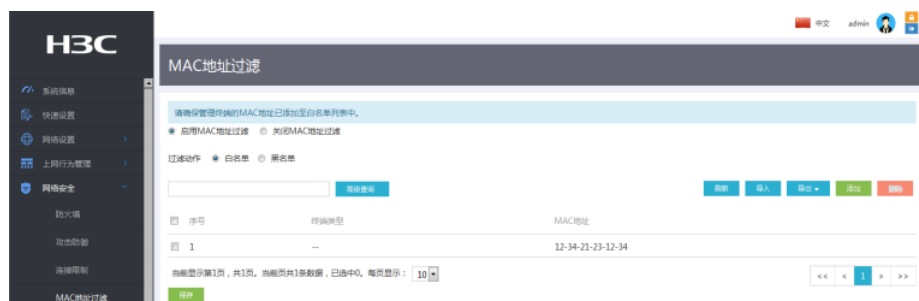 中文 admin
H3C
MAC地址过滤
系统信息
快速设置
网络设置
上网行为管理
网络安全
防火墙
攻击防御
连接限制
MAC地址过滤
请确保管理终端的MAC地址已添加至白名单列表中。
启用MAC地址过滤 关闭MAC地址过滤
过滤动作 白名单 黑名单
高级查询 刷新 导入 导出 添加 删除
序号 终端类型 MAC地址
1 -- 12-34-21-23-12-34
当前显示第1页，共1页。当前页共1条数据，已选中0。每页显示： 10
<< < 1 > >>
保存